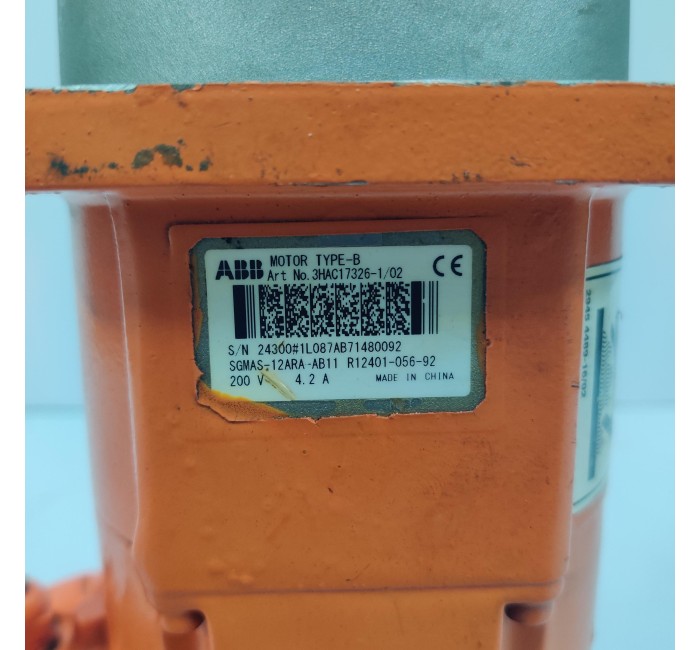 ABB MOTOR TYPE-B
Art No.3HAC17326-1/02
CE
S/N 24300#1L087AB71480092
SGMAS-12ARA-AB11 R12401-056-92
200 V 4.2 A MADE IN CHINA